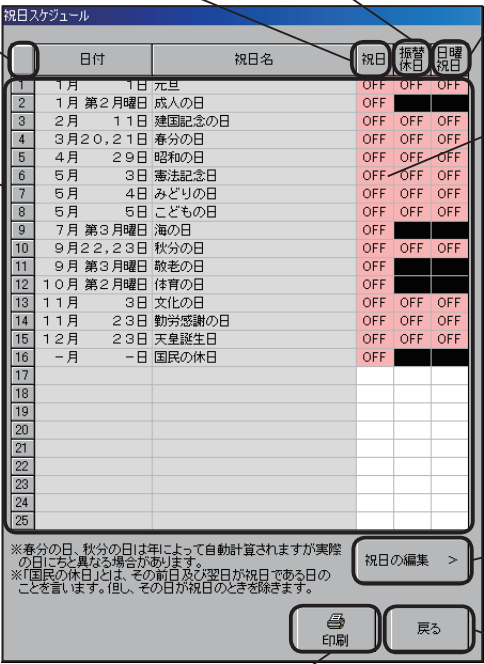 祝日スケジュール
日付 祝日名 祝日 振替休日 日曜祝日
1 1月 1日 元旦 OFF OFF OFF
2 1月 第2月曜日 成人の日 OFF
3 2月 11日 建国記念の日 OFF OFF OFF
4 3月20,21日 春分の日 OFF OFF OFF
5 4月 29日 昭和の日 OFF OFF OFF
6 5月 3日 憲法記念日 OFF OFF OFF
7 5月 4日 みどりの日 OFF OFF OFF
8 5月 5日 こどもの日 OFF OFF OFF
9 7月 第3月曜日 海の日 OFF
10 9月22,23日 秋分の日 OFF OFF OFF
11 9月 第3月曜日 敬老の日 OFF
12 10月 第2月曜日 体育の日 OFF
13 11月 3日 文化の日 OFF OFF OFF
14 11月 23日 勤労感謝の日 OFF OFF OFF
15 12月 23日 天皇誕生日 OFF OFF OFF
16 -月 -日 国民の休日 OFF
17
18
19
20
21
22
23
24
25
※春分の日、秋分の日は年によって自動計算されますが実際
の日にちと異なる場合があります。
※「国民の休日」とは、その前日及び翌日が祝日である日の
ことを言います。但し、その日が祝日のときを除きます。
祝日の編集 >
印刷
戻る